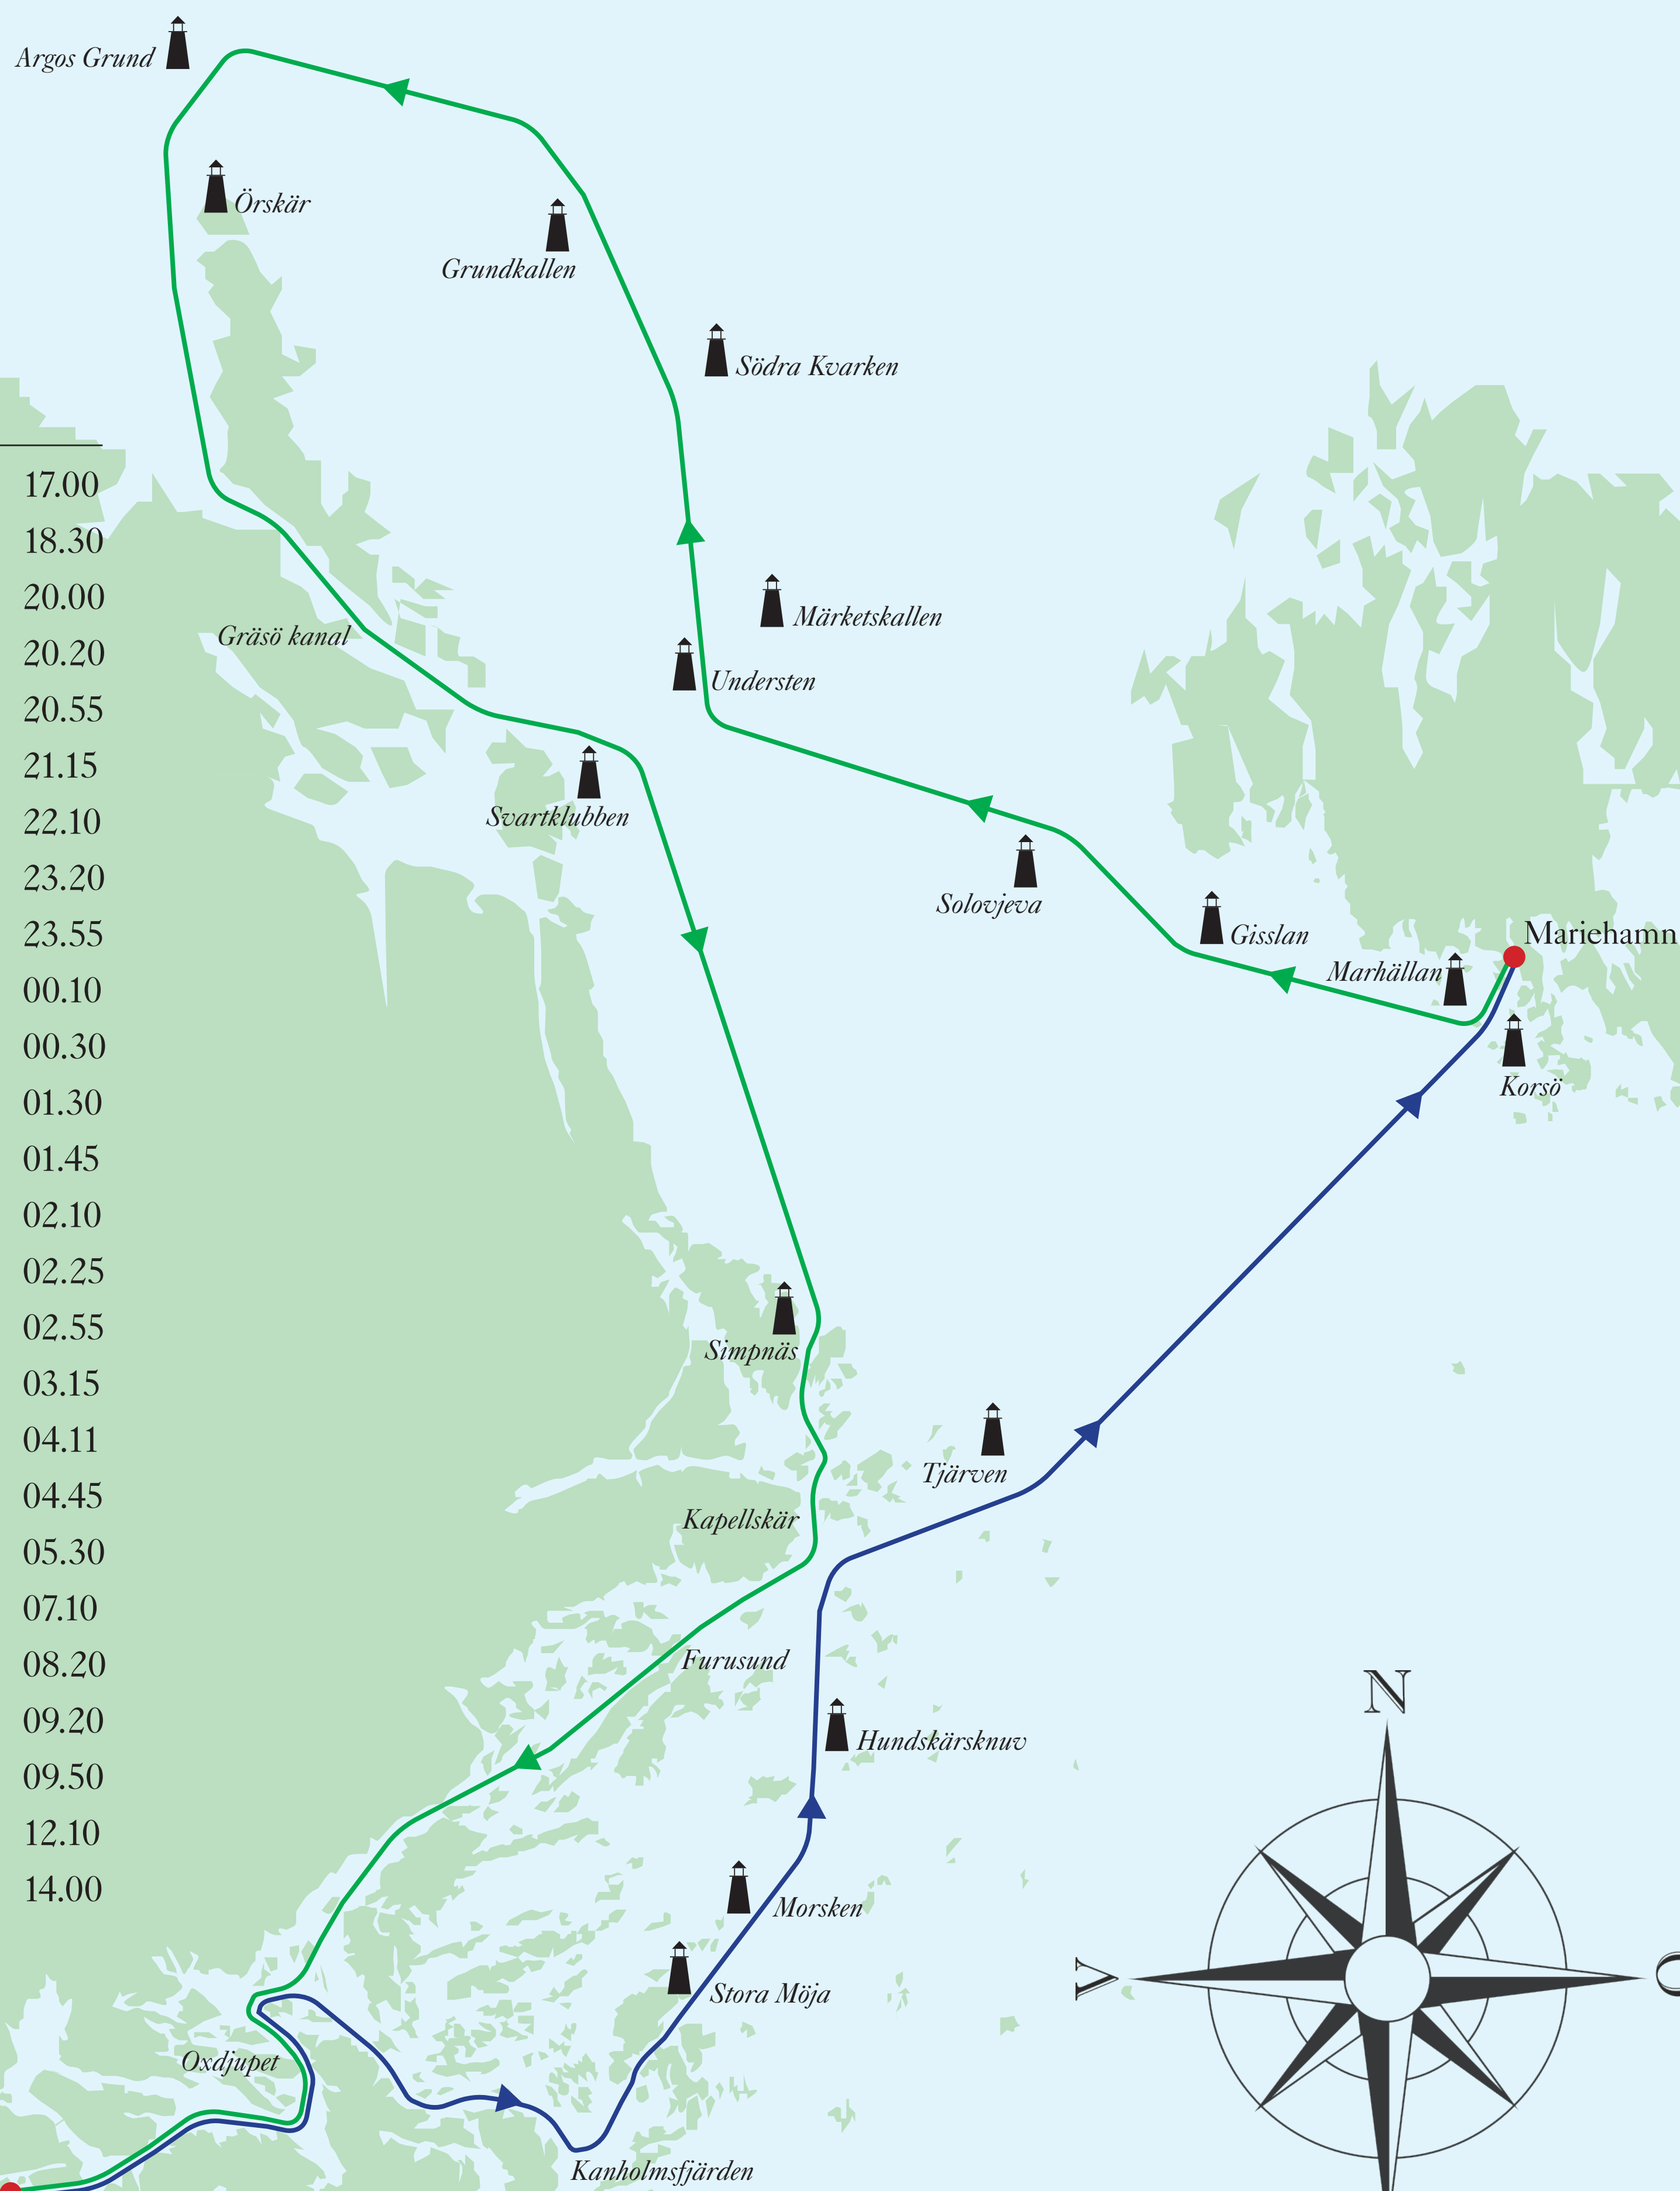 Argos Grund
Örskär
Grundkallen
Södra Kvarken
17.00
18.30
20.00
Märketskallen
Gräsö kanal
20.20
Understen
20.55
21.15
Svartklubben
22.10
23.20
Solovjeva
23.55
Gisslan
Mariehamn
Marhällan
00.10
00.30
Korsö
01.30
01.45
02.10
02.25
02.55
Simpnäs
03.15
04.11
Tjärven
04.45
Kapellskär
05.30
07.10
Furusund
08.20
N
09.20
Hundskärsknuv
09.50
12.10
14.00
Morsken
V
Stora Möja
Oxdjupet
Kanholmsfjärden